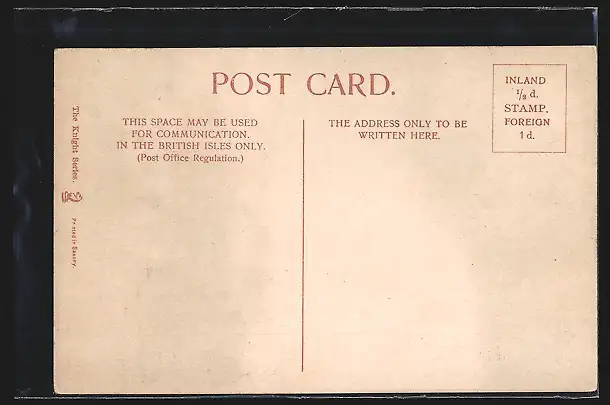 POST CARD.
INLAND
½ d.
STAMP.
FOREIGN
1 d.
THIS SPACE MAY BE USED
FOR COMMUNICATION.
IN THE BRITISH ISLES ONLY.
(Post Office Regulation.)
THE ADDRESS ONLY TO BE
WRITTEN HERE.
The Knight Series.
Printed in Saxony.